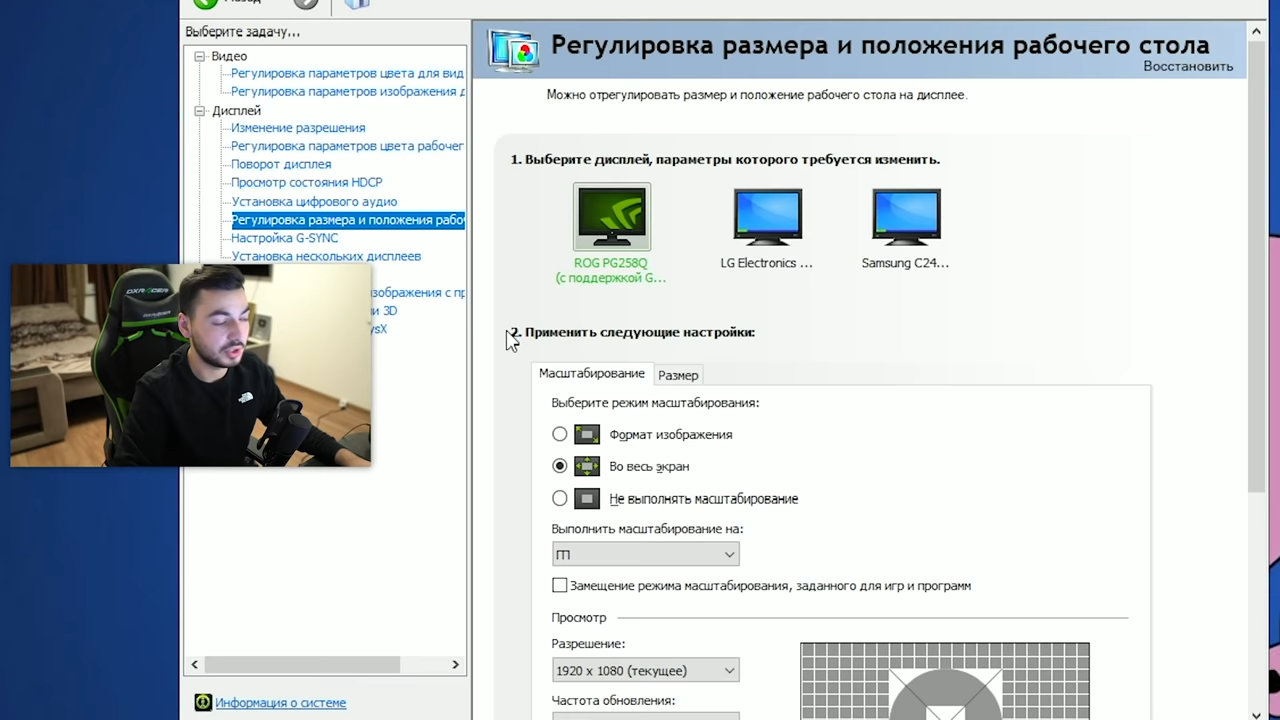 Назад
Выберите задачу...
Видео
Регулировка параметров цвета для вид
Регулировка параметров изображения д
Дисплей
Изменение разрешения
Регулировка параметров цвета рабочег
Поворот дисплея
Просмотр состояния HDCP
Установка цифрового аудио
Регулировка размера и положения рабоч
Настройка G-SYNC
Установка нескольких дисплеев
изображения с пр
и 3D
ysX
Информация о системе
Регулировка размера и положения рабочего стола
Восстановить
Можно отрегулировать размер и положение рабочего стола на дисплее.
1. Выберите дисплей, параметры которого требуется изменить.
ROG PG258Q
(с поддержкой G...
LG Electronics ...
Samsung C24...
2. Применить следующие настройки:
Масштабирование
Размер
Выберите режим масштабирования:
Формат изображения
Во весь экран
Не выполнять масштабирование
Выполнить масштабирование на:
ГП
Замещение режима масштабирования, заданного для игр и программ
Просмотр
Разрешение:
1920 x 1080 (текущее)
Частота обновления: